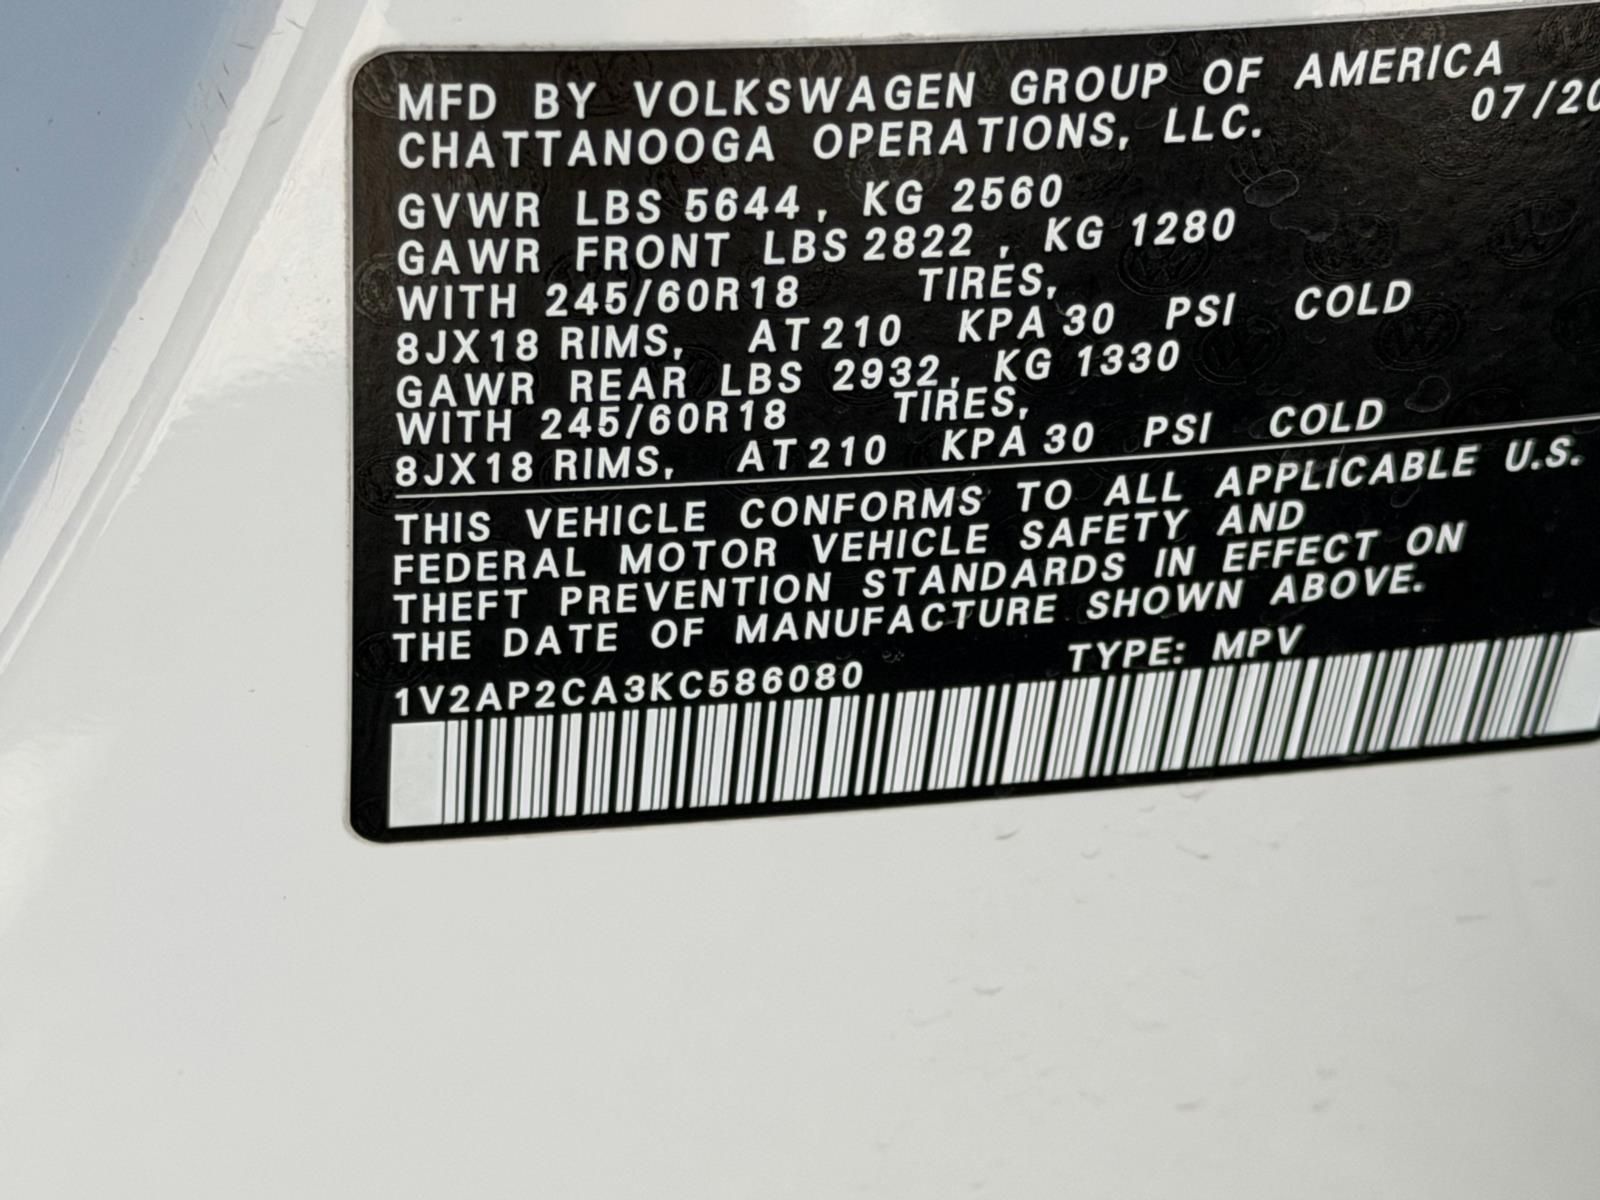 MFD BY VOLKSWAGEN GROUP OF AMERICA
CHATTANOOGA OPERATIONS, LLC. 07/20
GVWR LBS 5644, KG 2560
GAWR FRONT LBS 2822 , KG 1280
WITH 245/60R18 TIRES,
8JX18 RIMS, AT 210 KPA 30 PSI COLD
GAWR REAR LBS 2932, KG 1330
WITH 245/60R18 TIRES,
8JX18 RIMS, AT 210 KPA 30 PSI COLD
THIS VEHICLE CONFORMS TO ALL APPLICABLE U.S.
FEDERAL MOTOR VEHICLE SAFETY AND
THEFT PREVENTION STANDARDS IN EFFECT ON
THE DATE OF MANUFACTURE SHOWN ABOVE.
1V2AP2CA3KC586080 TYPE: MPV